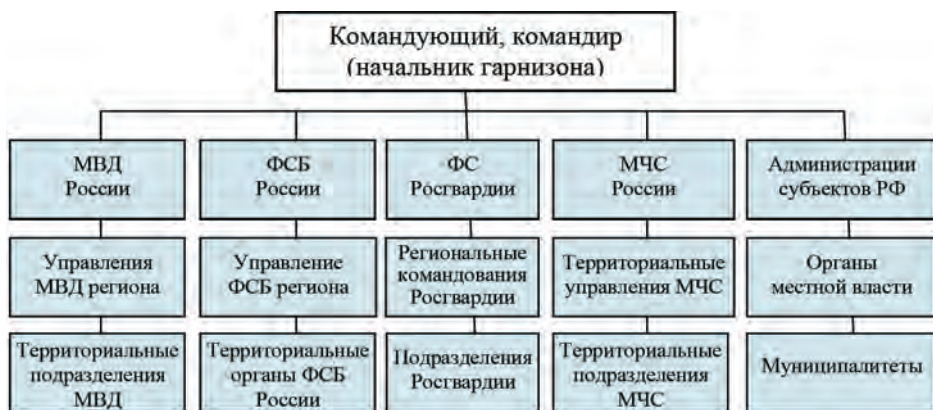 Командующий, командир
(начальник гарнизона)
МВД
России
ФСБ
России
ФС
Росгвардии
МЧС
России
Администрации
субъектов РФ
Управления
МВД региона
Управление
ФСБ региона
Региональные
командования
Росгвардии
Территориальные
управления МЧС
Органы
местной власти
Территориальные
подразделения
МВД
Территориальные
органы ФСБ
России
Подразделения
Росгвардии
Территориальные
подразделения
МЧС
Муниципалитеты